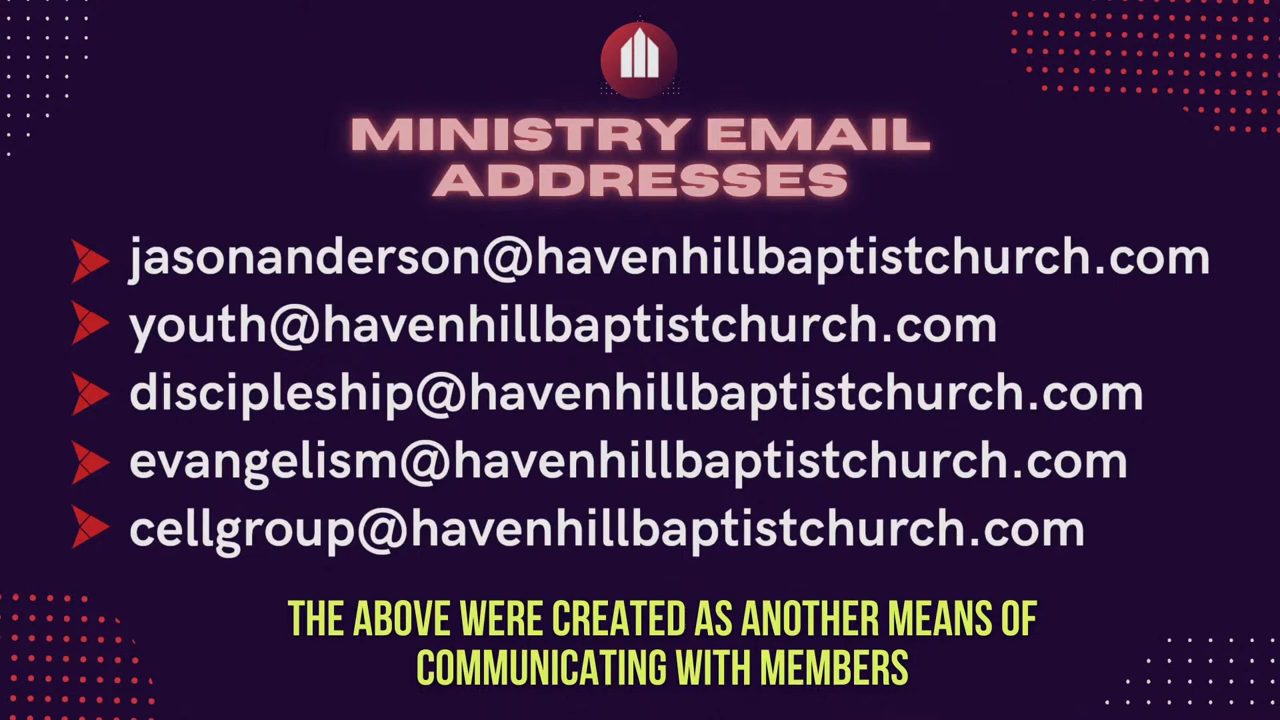 MINISTRY EMAIL
ADDRESSES
jasonanderson@havenhillbaptistchurch.com
youth@havenhillbaptistchurch.com
discipleship@havenhillbaptistchurch.com
evangelism@havenhillbaptistchurch.com
cellgroup@havenhillbaptistchurch.com
THE ABOVE WERE CREATED AS ANOTHER MEANS OF
COMMUNICATING WITH MEMBERS